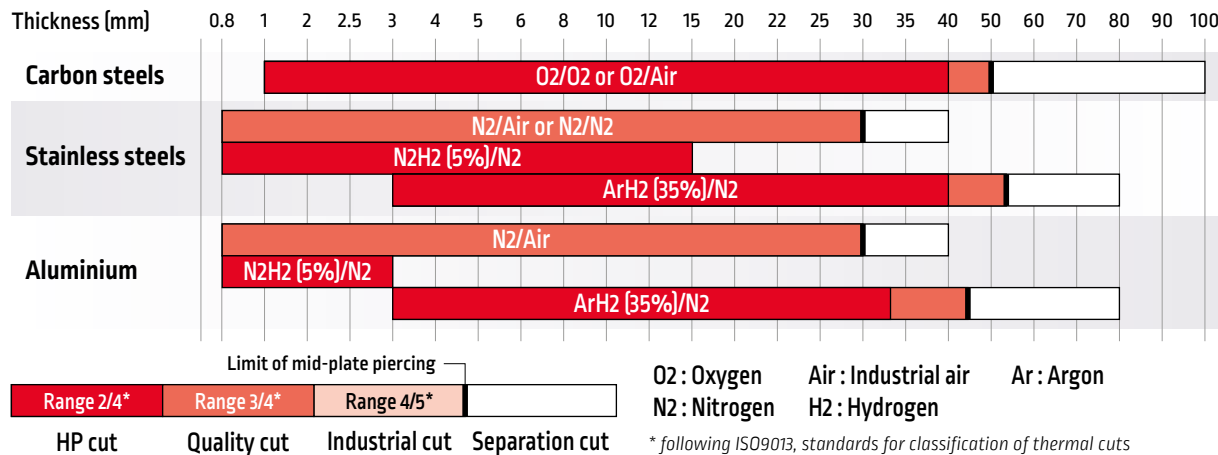 Thickness (mm) 0.8 1 2 2.5 3 4 5 6 8 10 12 15 20 22 25 30 35 40 50 60 70 80 90 100
Carbon steels O2/O2 or O2/Air
N2/Air or N2/N2
Stainless steels N2H2 (5%)/N2
ArH2 (35%)/N2
N2/Air
Aluminium N2H2 (5%)/N2
ArH2 (35%)/N2
Limit of mid-plate piercing
Range 2/4* Range 3/4* Range 4/5*
HP cut Quality cut Industrial cut Separation cut
O2 : Oxygen Air : Industrial air Ar : Argon
N2 : Nitrogen H2 : Hydrogen
* following ISO9013, standards for classification of thermal cuts